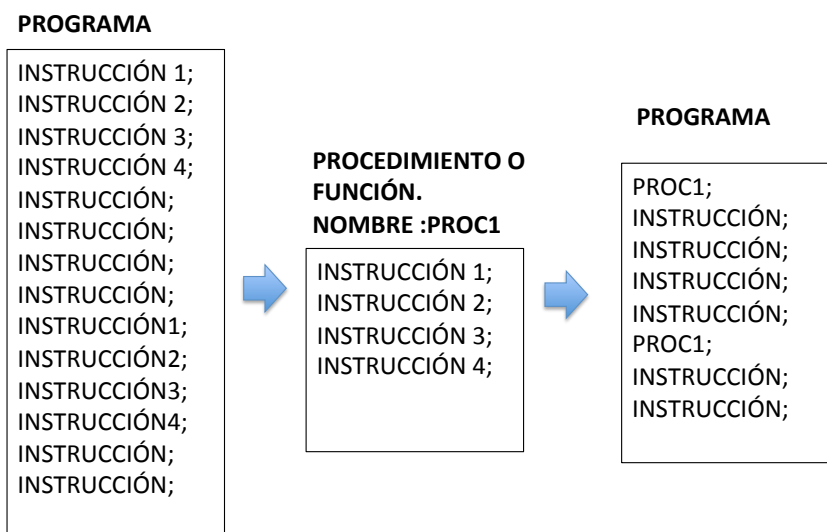 PROGRAMA
INSTRUCCIÓN 1;
INSTRUCCIÓN 2;
INSTRUCCIÓN 3;
INSTRUCCIÓN 4;
INSTRUCCIÓN;
INSTRUCCIÓN;
INSTRUCCIÓN;
INSTRUCCIÓN;
INSTRUCCIÓN1;
INSTRUCCIÓN2;
INSTRUCCIÓN3;
INSTRUCCIÓN4;
INSTRUCCIÓN;
INSTRUCCIÓN;
PROCEDIMIENTO O
FUNCIÓN.
NOMBRE :PROC1
INSTRUCCIÓN 1;
INSTRUCCIÓN 2;
INSTRUCCIÓN 3;
INSTRUCCIÓN 4;
PROGRAMA
PROC1;
INSTRUCCIÓN;
INSTRUCCIÓN;
INSTRUCCIÓN;
INSTRUCCIÓN;
PROC1;
INSTRUCCIÓN;
INSTRUCCIÓN;